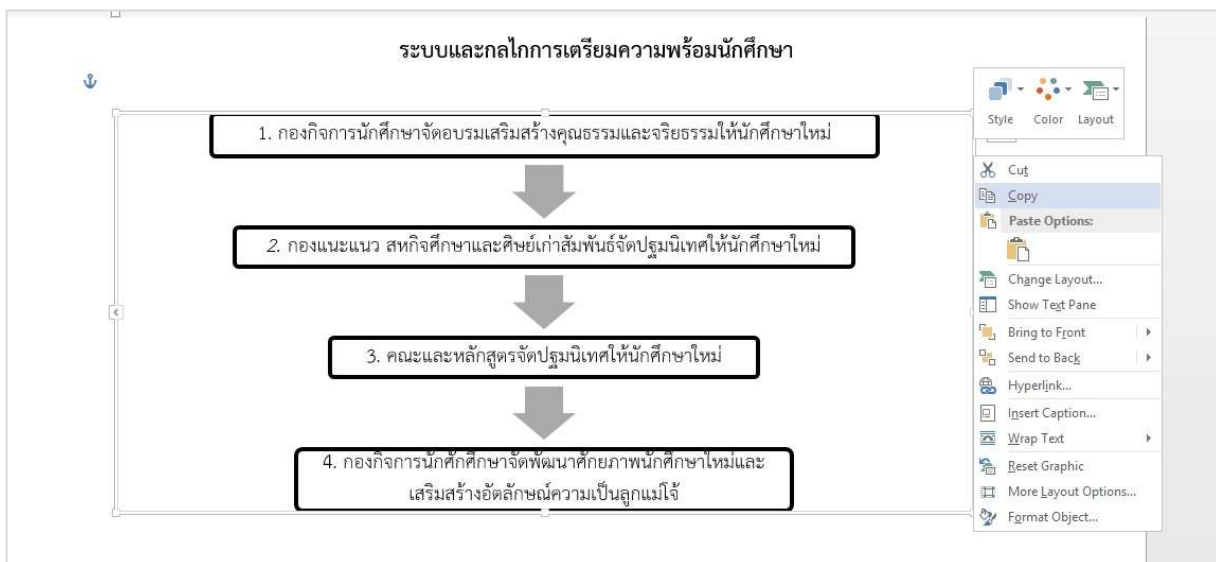 ระบบและกลไกการเตรียมความพร้อมนักศึกษา
Style Color Layout
1. กองกิจการนักศึกษาจัดอบรมเสริมสร้างคุณธรรมและจริยธรรมให้นักศึกษาใหม่
2. กองแนะแนว สหกิจศึกษาและศิษย์เก่าสัมพันธ์จัดปฐมนิเทศให้นักศึกษาใหม่
3. คณะและหลักสูตรจัดปฐมนิเทศให้นักศึกษาใหม่
4. กองกิจการนักศักศึกษาจัดพัฒนาศักยภาพนักศึกษาใหม่และ
เสริมสร้างอัตลักษณ์ความเป็นลูกแม่โจ้
Cut
Copy
Paste Options:
Change Layout...
Show Text Pane
Bring to Front
Send to Back
Hyperlink...
Insert Caption...
Wrap Text
Reset Graphic
More Layout Options...
Format Object...